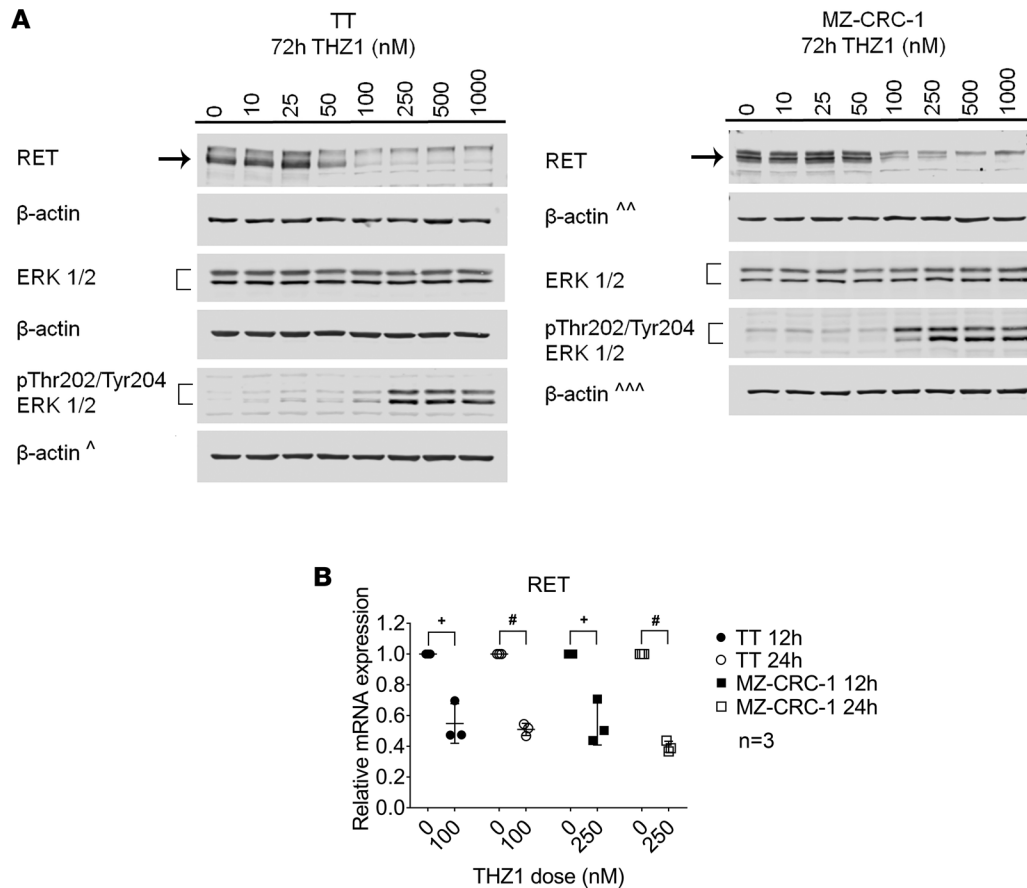 A
TT
72h THZ1 (nM)
0 10 25 50 100 250 500 1000
RET
β-actin
ERK 1/2
β-actin
pThr202/Tyr204
ERK 1/2
β-actin ^
MZ-CRC-1
72h THZ1 (nM)
0 10 25 50 100 250 500 1000
RET
β-actin ^^
ERK 1/2
pThr202/Tyr204
ERK 1/2
β-actin ^^^
B
RET
Relative mRNA expression
1.2
1.0
0.8
0.6
0.4
0.2
0.0
+ # + #
0 100 0 100 0 250 0 250
THZ1 dose (nM)
TT 12h
TT 24h
MZ-CRC-1 12h
MZ-CRC-1 24h
n=3